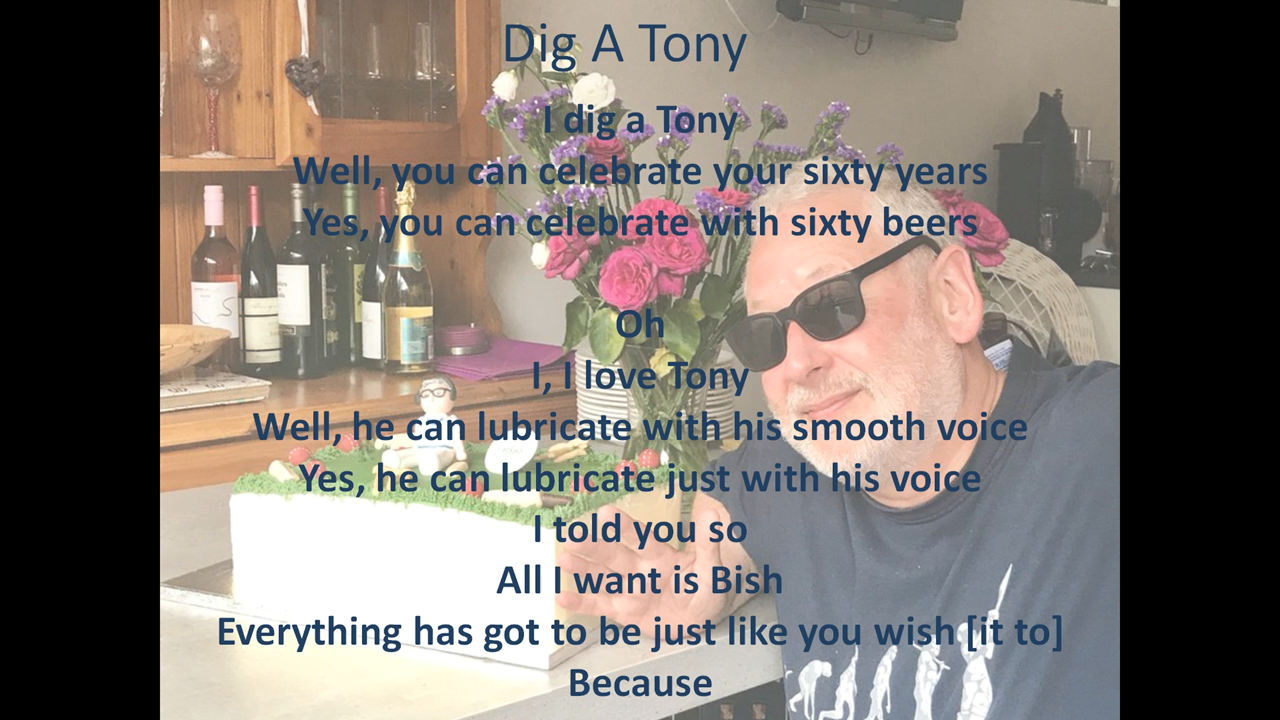 Dig A Tony
I dig a Tony
Well, you can celebrate your sixty years
Yes, you can celebrate with sixty beers
Oh
I, I love Tony
Well, he can lubricate with his smooth voice
Yes, he can lubricate just with his voice
I told you so
All I want is Bish
Everything has got to be just like you wish [it to]
Because